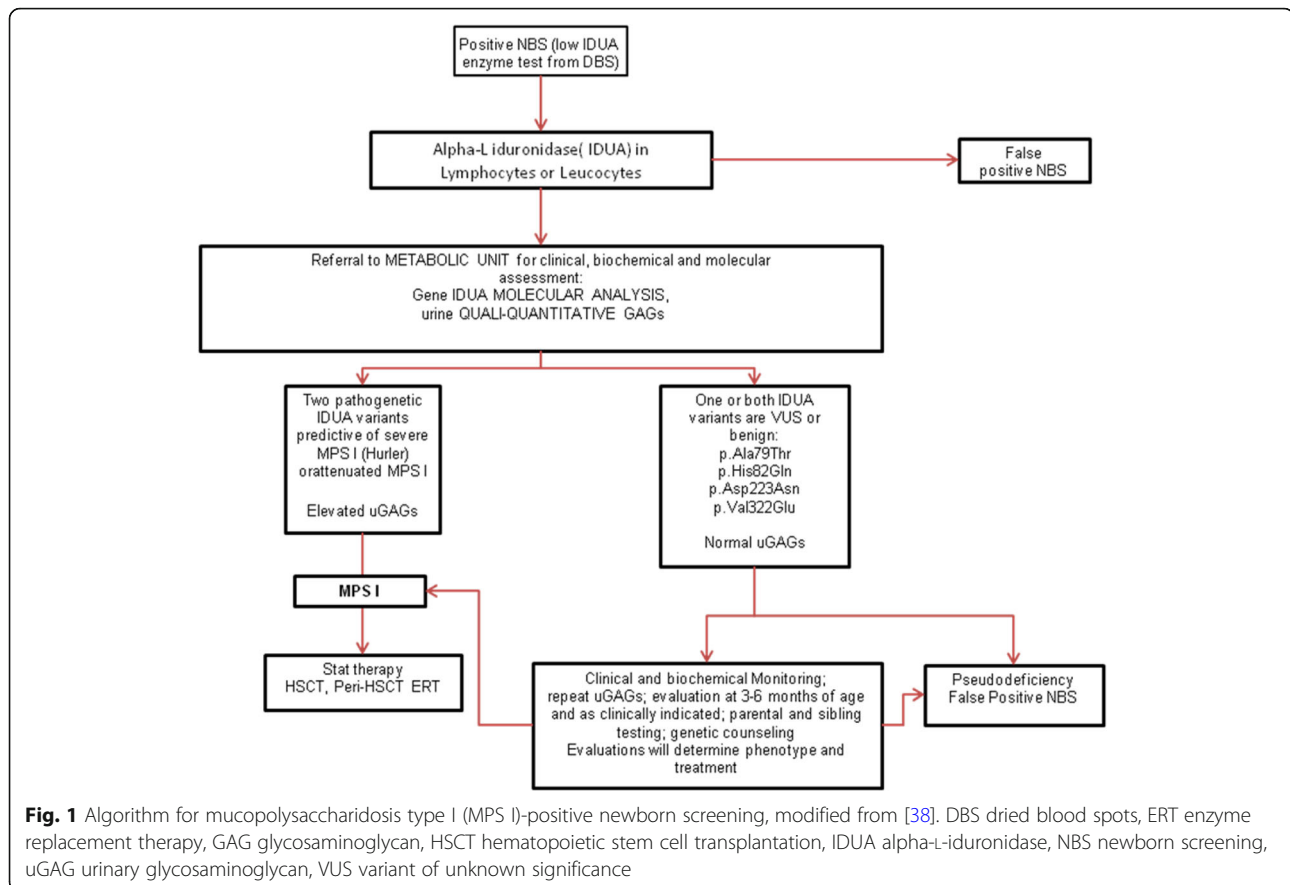 Positive NBS (low IDUA
enzyme test from DBS)
Alpha-L iduronidase( IDUA) in
Lymphocytes or Leucocytes
False
positive NBS
Referral to METABOLIC UNIT for clinical, biochemical and molecular
assessment:
Gene IDUA MOLECULAR ANALYSIS,
urine QUALI-QUANTITATIVE GAGs
Two pathogenetic
IDUA variants
predictive of severe
MPS I (Hurler)
orattenuated MPS I
Elevated uGAGs
One or both IDUA
variants are VUS or
benign:
p.Ala79Thr
p.His82Gln
p.Asp223Asn
p.Val322Glu
Normal uGAGs
MPS I
Stat therapy
HSCT, Peri-HSCT ERT
Clinical and biochemical Monitoring;
repeat uGAGs; evaluation at 3-6 months of age
and as clinically indicated; parental and sibling
testing; genetic counseling
Evaluations will determine phenotype and
treatment
Pseudodeficiency
False Positive NBS
Fig. 1 Algorithm for mucopolysaccharidosis type I (MPS I)-positive newborn screening, modified from [38]. DBS dried blood spots, ERT enzyme
replacement therapy, GAG glycosaminoglycan, HSCT hematopoietic stem cell transplantation, IDUA alpha-L-iduronidase, NBS newborn screening,
uGAG urinary glycosaminoglycan, VUS variant of unknown significance